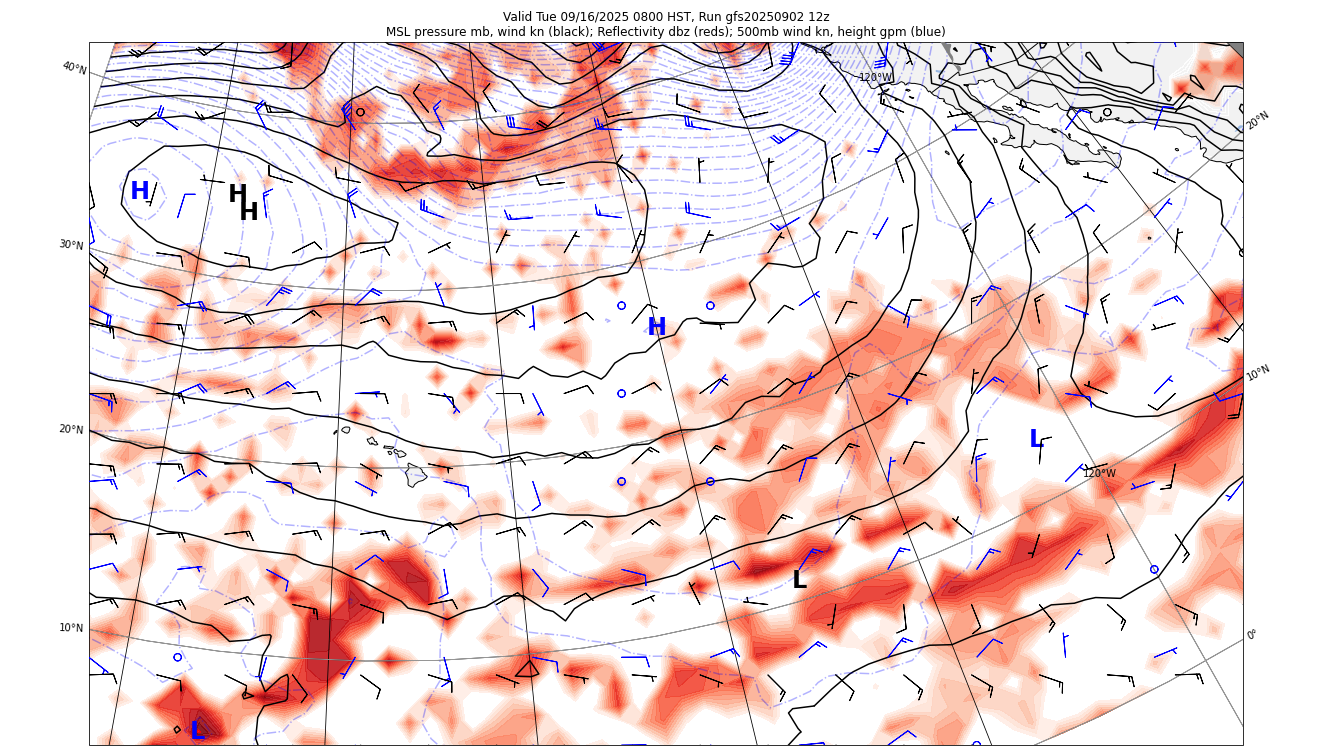 Valid Tue 09/16/2025 0800 HST, Run gfs20250902 12z
MSL pressure mb, wind kn (black); Reflectivity dbz (reds); 500mb wind kn, height gpm (blue)
40°N
120°W
20°N
H
H
H
30°N
H
10°N
20°N
L
120°W
L
10°N
0°
L